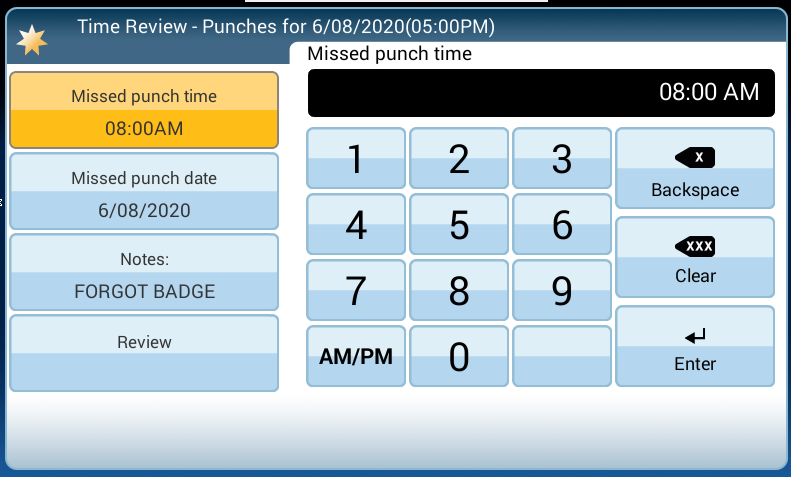 Time Review - Punches for 6/08/2020(05:00PM)
Missed punch time
08:00 AM
Missed punch time
08:00AM
Missed punch date
6/08/2020
Notes:
FORGOT BADGE
Review
1 2 3
X
Backspace
4 5 6
XXX
Clear
7 8 9
AM/PM 0
Enter